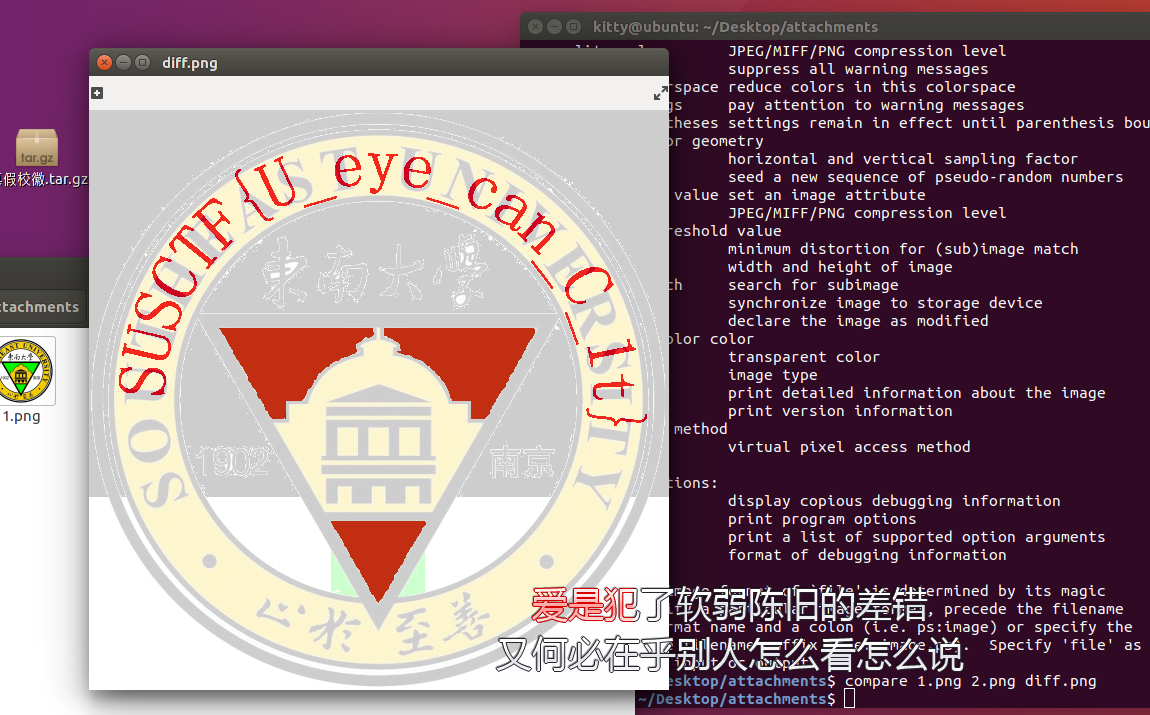 kitty@ubuntu: ~/Desktop/attachments
diff.png
JPEG/MIFF/PNG compression level
suppress all warning messages
rspace reduce colors in this colorspace
gs pay attention to warning messages
theses settings remain in effect until parenthesis bou
or geometry
horizontal and vertical sampling factor
seed a new sequence of pseudo-random numbers
value set an image attribute
JPEG/MIFF/PNG compression level
reshold value
minimum distortion for (sub)image match
width and height of image
ch search for subimage
synchronize image to storage device
declare the image as modified
olor color
transparent color
image type
print detailed information about the image
print version information
method
virtual pixel access method
tions:
display copious debugging information
print program options
print a list of supported option arguments
format of debugging information
determined by its magic
precede the filename
mat name and a colon (i.e. ps:image) or specify the
Specify 'file' as
esktop/attachments$ compare 1.png 2.png diff.png
~/Desktop/attachments$
tar.gz
假校徽.tar.gz
ttachments
1.png
SUSCTF{U_eye_can_C_1t}
SOUTHEAST UNIVERSITY
東南大學
1902
南京
止於至善
爱是犯了软弱陈旧的差错
又何必在乎别人怎么看怎么说